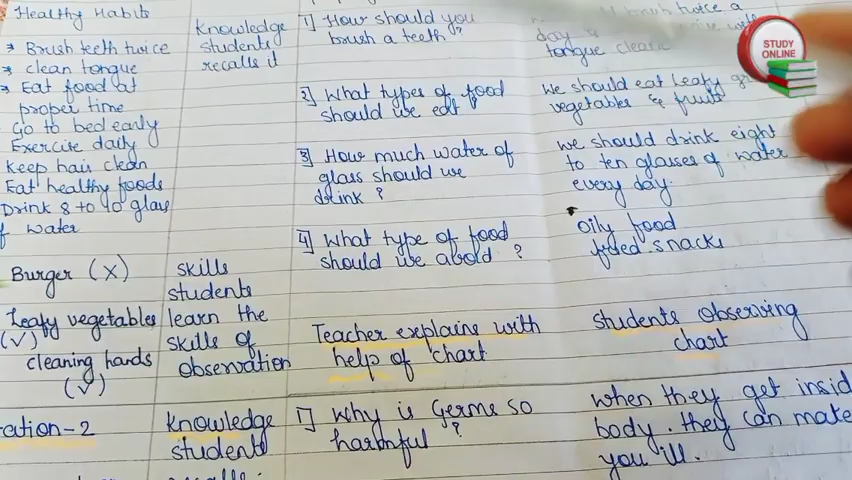 Healthy Habits
→ Brush teeth twice
→ clean tongue
→ Eat food at
proper time
Go to bed early
Exercise daily
Keep hair clean
Eat healthy foods
Drink 8 to 10 glass
of water
Burger (X)
Leafy vegetables
(✓)
cleaning hands
(✓)
ation-2
Knowledge
students
recalls it
skills
students
learn the
skills of
observation
Knowledge
students
1] How should you
brush a teeth?
2] What types of food
should we eat?
3] How much water of
glass should we
drink?
4] What type of food
should we aboid?
Teacher explains with
help of chart
1] Why is Germs so
harmful?
twice a
day
tongue
we should eat Leafy
vegetables & fruit
we should drink eight
to ten glasses of water
every day.
oily food
fried snacks
students observing
chart
when they get insid
body. they can make
you ill.
STUDY
ONLINE